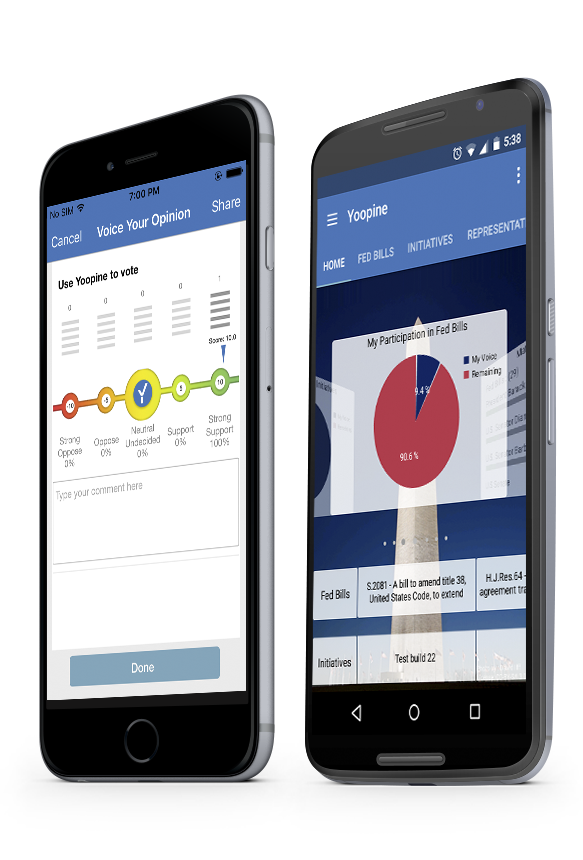 No SIM
7:00 PM
Cancel
Voice Your Opinion
Share
Use Yoopine to vote
0
0
0
0
1
Score: 10.0
-10
-5
5
10
Strong
Oppose
0%
Oppose
0%
Neutral
Undecided
0%
Support
0%
Strong
Support
100%
Type your comment here
Done
5:38
Yoopine
HOME
FED BILLS
INITIATIVES
REPRESENTAT
My Participation in Fed Bills
My Voice
Remaining
9.4 %
90.6 %
Fed Bills
S.2081 - A bill to amend title 38,
United States Code, to extend
H.J.Res.64 -
agreement tra
Initiatives
Test build 22